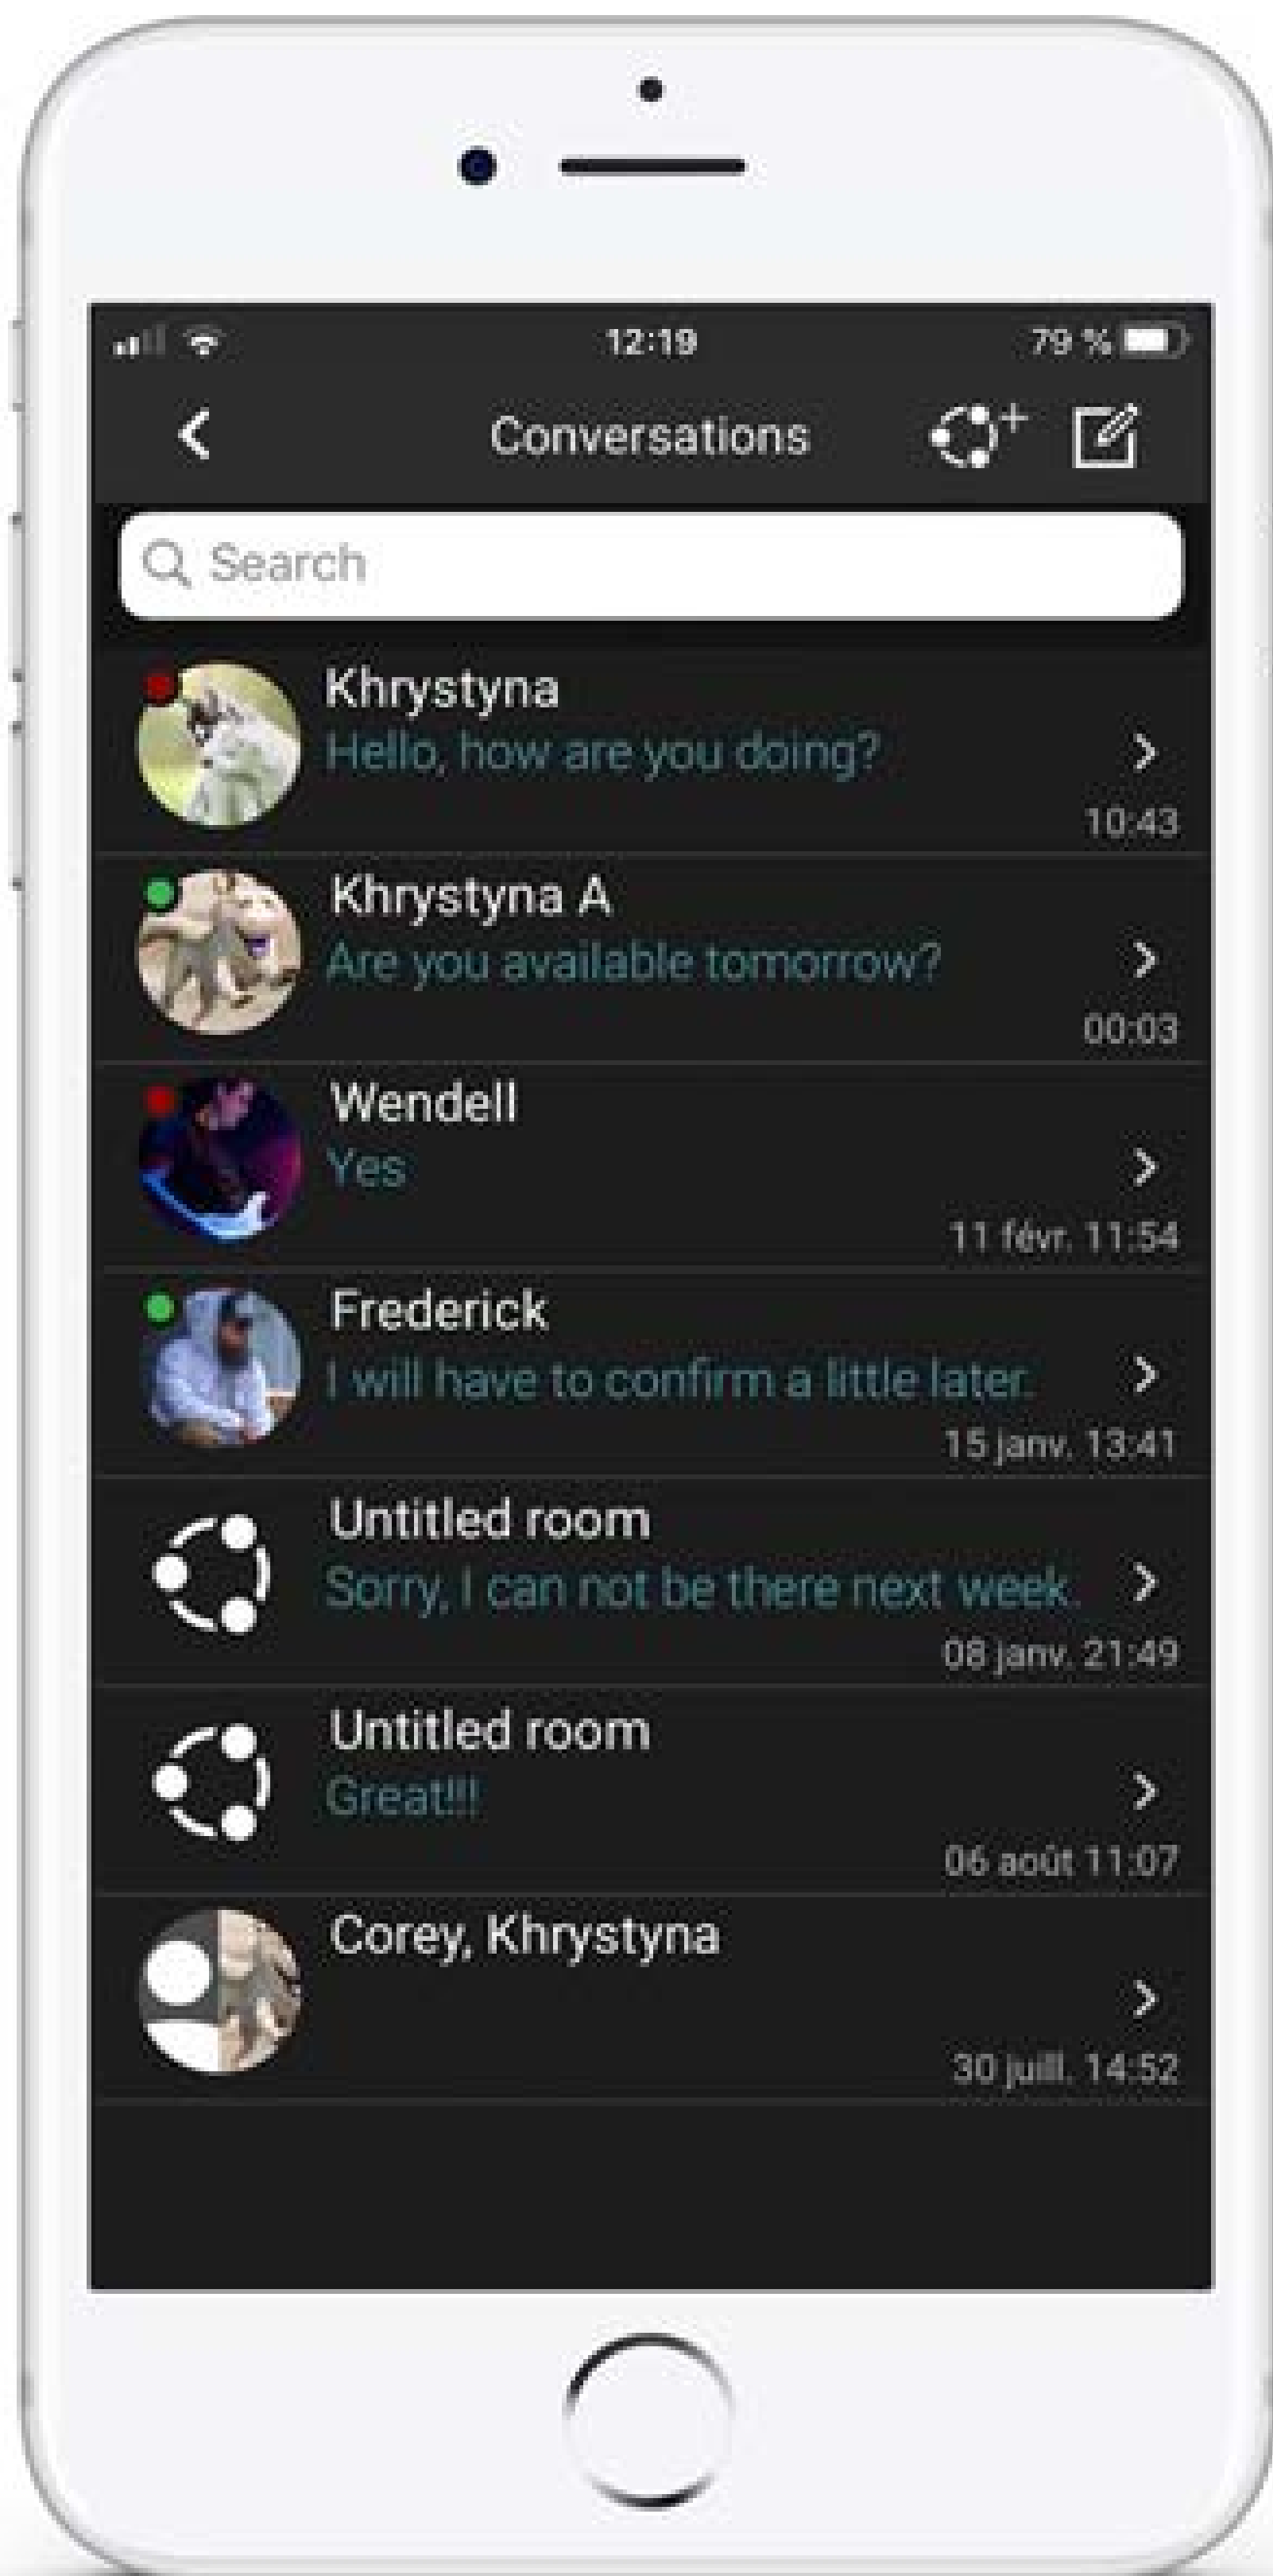 12:19
79 %
Conversations
Search
Khrystyna
Hello, how are you doing?
10:43
Khrystyna A
Are you available tomorrow?
00:03
Wendell
Yes
11 févr. 11:54
Frederick
I will have to confirm a little later.
15 janv. 13:41
Untitled room
Sorry, I can not be there next week.
08 janv. 21:49
Untitled room
Great!!!
06 août 11:07
Corey, Khrystyna
30 juill. 14:52